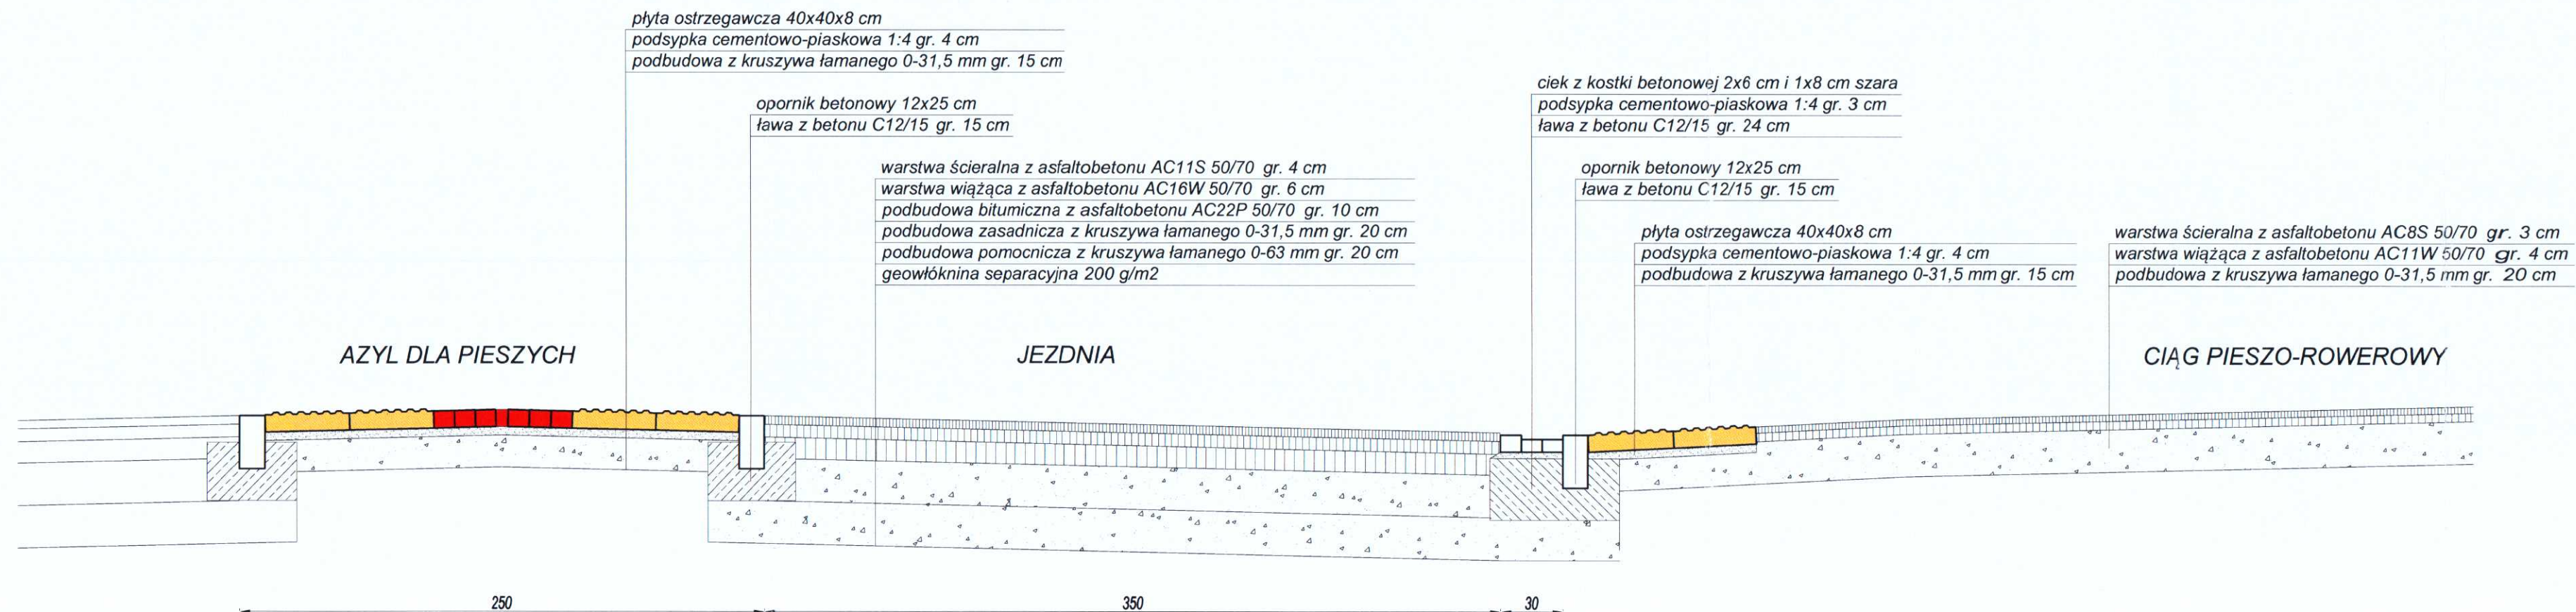 płyta ostrzegawcza 40x40x8 cm
podsypka cementowo-piaskowa 1:4 gr. 4 cm
podbudowa z kruszywa łamanego 0-31,5 mm gr. 15 cm
opornik betonowy 12x25 cm
ława z betonu C12/15 gr. 15 cm
warstwa ścieralna z asfaltobetonu AC11S 50/70 gr. 4 cm
warstwa wiążąca z asfaltobetonu AC16W 50/70 gr. 6 cm
podbudowa bitumiczna z asfaltobetonu AC22P 50/70 gr. 10 cm
podbudowa zasadnicza z kruszywa łamanego 0-31,5 mm gr. 20 cm
podbudowa pomocnicza z kruszywa łamanego 0-63 mm gr. 20 cm
geowłóknina separacyjna 200 g/m2
ciek z kostki betonowej 2x6 cm i 1x8 cm szara
podsypka cementowo-piaskowa 1:4 gr. 3 cm
ława z betonu C12/15 gr. 24 cm
opornik betonowy 12x25 cm
ława z betonu C12/15 gr. 15 cm
płyta ostrzegawcza 40x40x8 cm
podsypka cementowo-piaskowa 1:4 gr. 4 cm
podbudowa z kruszywa łamanego 0-31,5 mm gr. 15 cm
warstwa ścieralna z asfaltobetonu AC8S 50/70 gr. 3 cm
warstwa wiążąca z asfaltobetonu AC11W 50/70 gr. 4 cm
podbudowa z kruszywa łamanego 0-31,5 mm gr. 20 cm
AZYL DLA PIESZYCH
JEZDNIA
CIĄG PIESZO-ROWEROWY
250
350
30